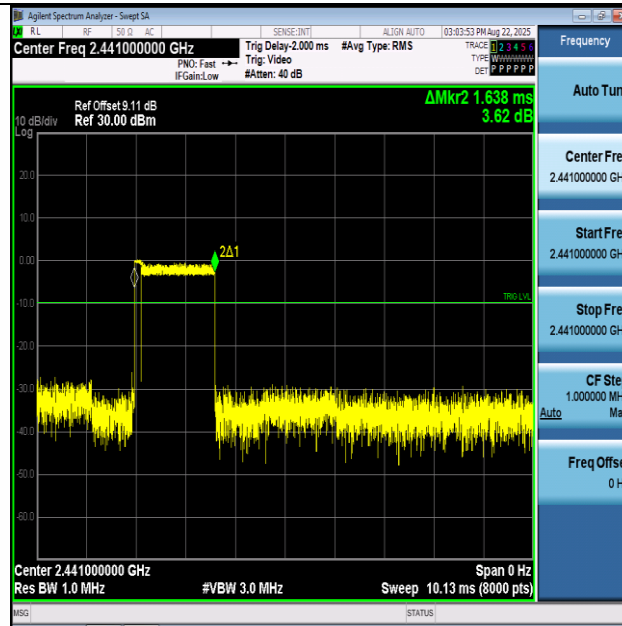 Agilent Spectrum Analyzer - Swept SA
RL RF 50 Ω AC SENSE:INT ALIGN AUTO 03:03:53 PM Aug 22, 2025
Center Freq 2.441000000 GHz
PNO: Fast
IFGain:Low
Trig Delay-2.000 ms
Trig: Video
#Atten: 40 dB
#Avg Type: RMS
TRACE 1 2 3 4 5 6
TYPE
DET P P P P P P
Frequency
Auto Tun
Center Fre
2.441000000 GH
Start Fre
2.441000000 GH
Stop Fre
2.441000000 GH
CF Ste
1.000000 MH
Auto Ma
Freq Offse
0 H
ΔMkr2 1.638 ms
3.62 dB
Ref Offset 9.11 dB
10 dB/div Ref 30.00 dBm
Log
20.0
10.0
0.00
-10.0
-20.0
-30.0
-40.0
-50.0
-60.0
2Δ1
TRIG LVL
Center 2.441000000 GHz Span 0 Hz
Res BW 1.0 MHz #VBW 3.0 MHz Sweep 10.13 ms (8000 pts)
MSG STATUS